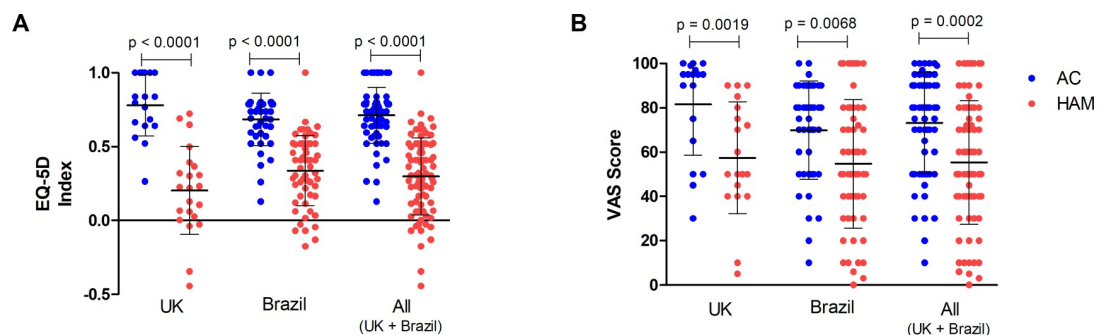 A
p < 0.0001
p < 0.0001
p < 0.0001
1.0
0.5
0.0
-0.5
EQ-5D
Index
UK
Brazil
All
(UK + Brazil)
B
p = 0.0019
p = 0.0068
p = 0.0002
100
80
60
40
20
0
VAS Score
UK
Brazil
All
(UK + Brazil)
AC
HAM